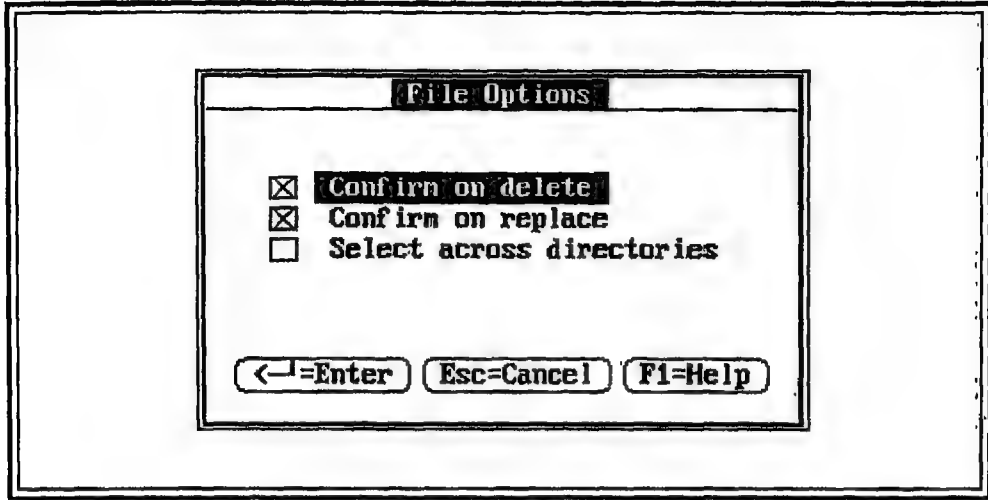 File Options
Confirm on delete
Confirm on replace
Select across directories
=Enter Esc=Cancel F1=Help